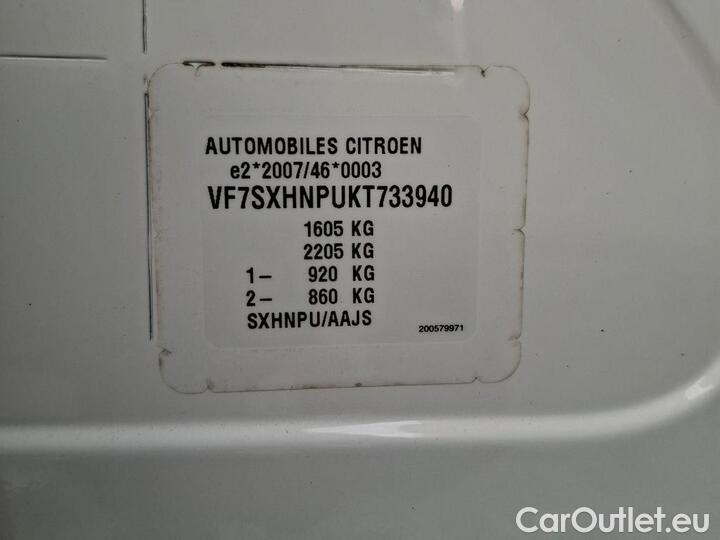 AUTOMOBILES CITROEN
e2*2007/46*0003
VF7SXHNPUKT733940
1605 KG
2205 KG
1– 920 KG
2– 860 KG
SXHNPU/AAJS
200579971
CarOutlet.eu